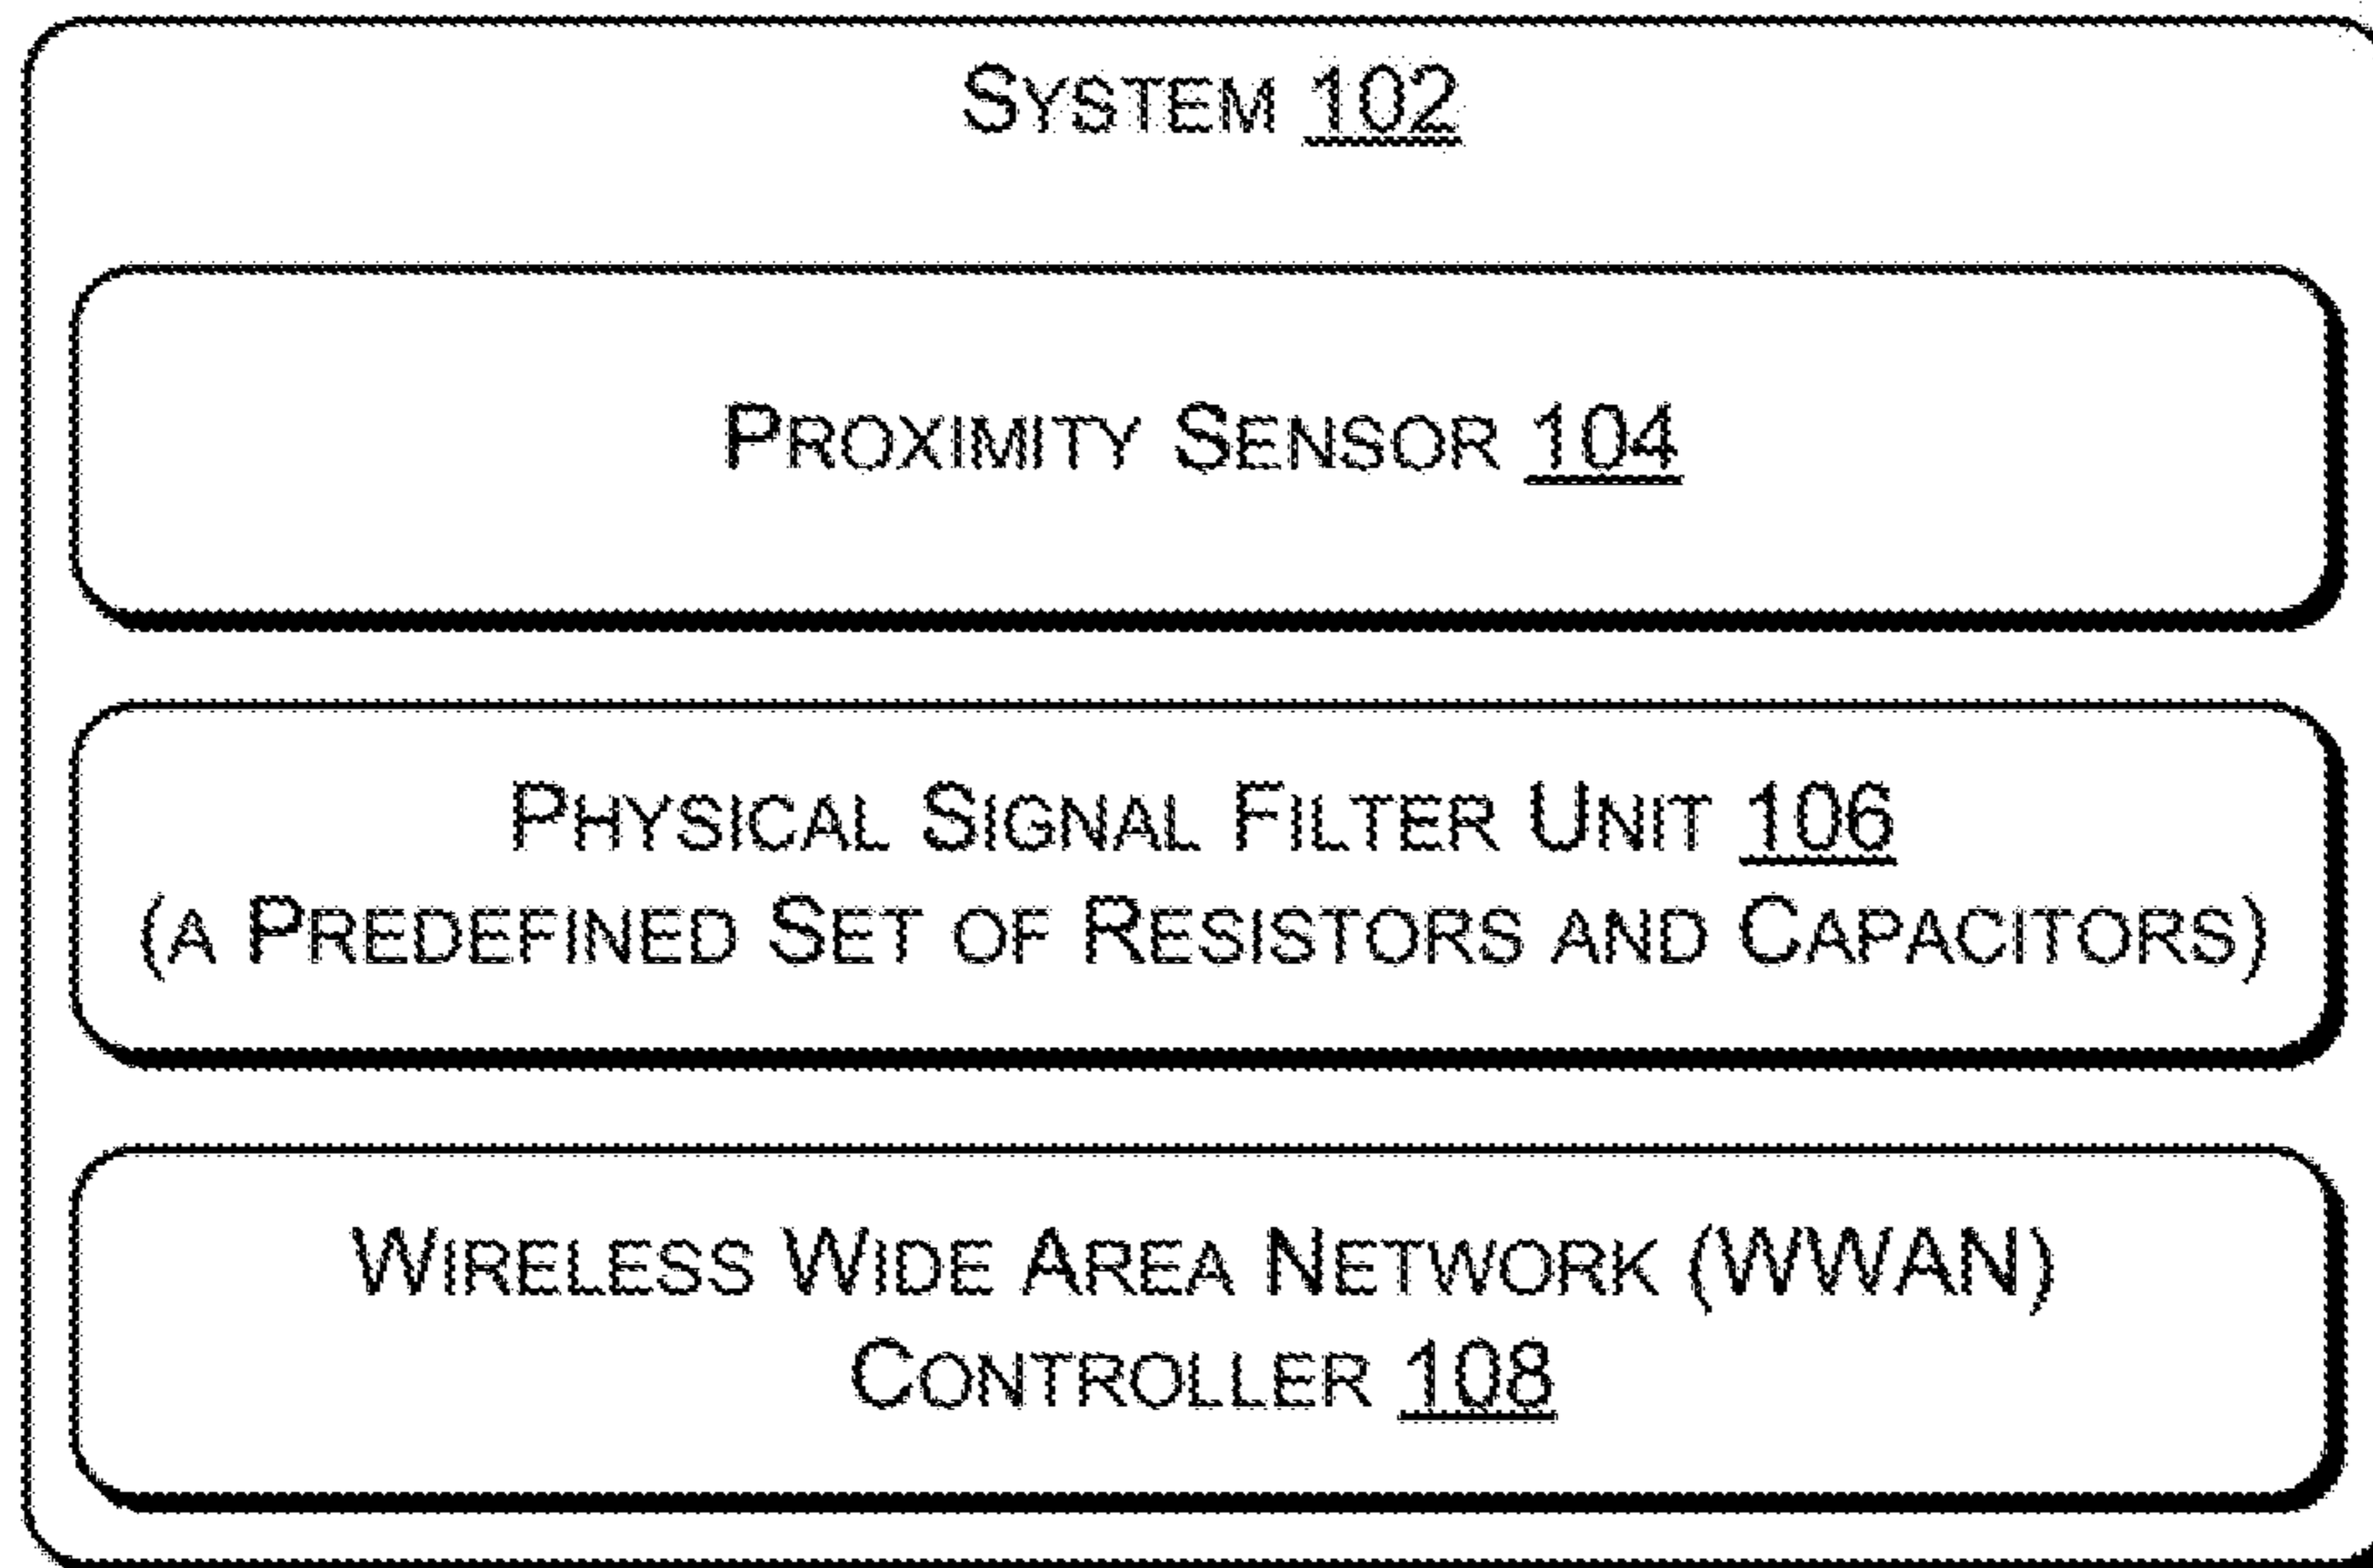 SYSTEM 102
PROXIMITY SENSOR 104
PHYSICAL SIGNAL FILTER UNIT 106
(A PREDEFINED SET OF RESISTORS AND CAPACITORS)
WIRELESS WIDE AREA NETWORK (WWAN)
CONTROLLER 108